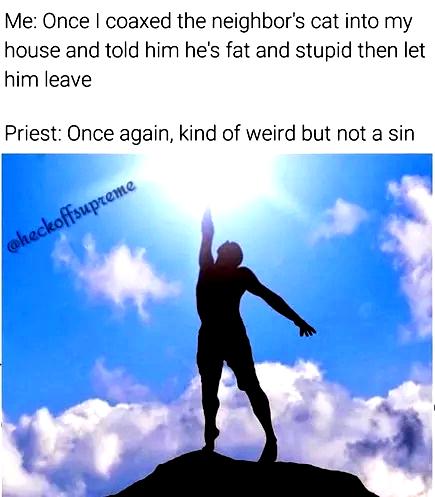 Me: Once I coaxed the neighbor's cat into my
house and told him he's fat and stupid then let
him leave
Priest: Once again, kind of weird but not a sin
@heckoffsupreme